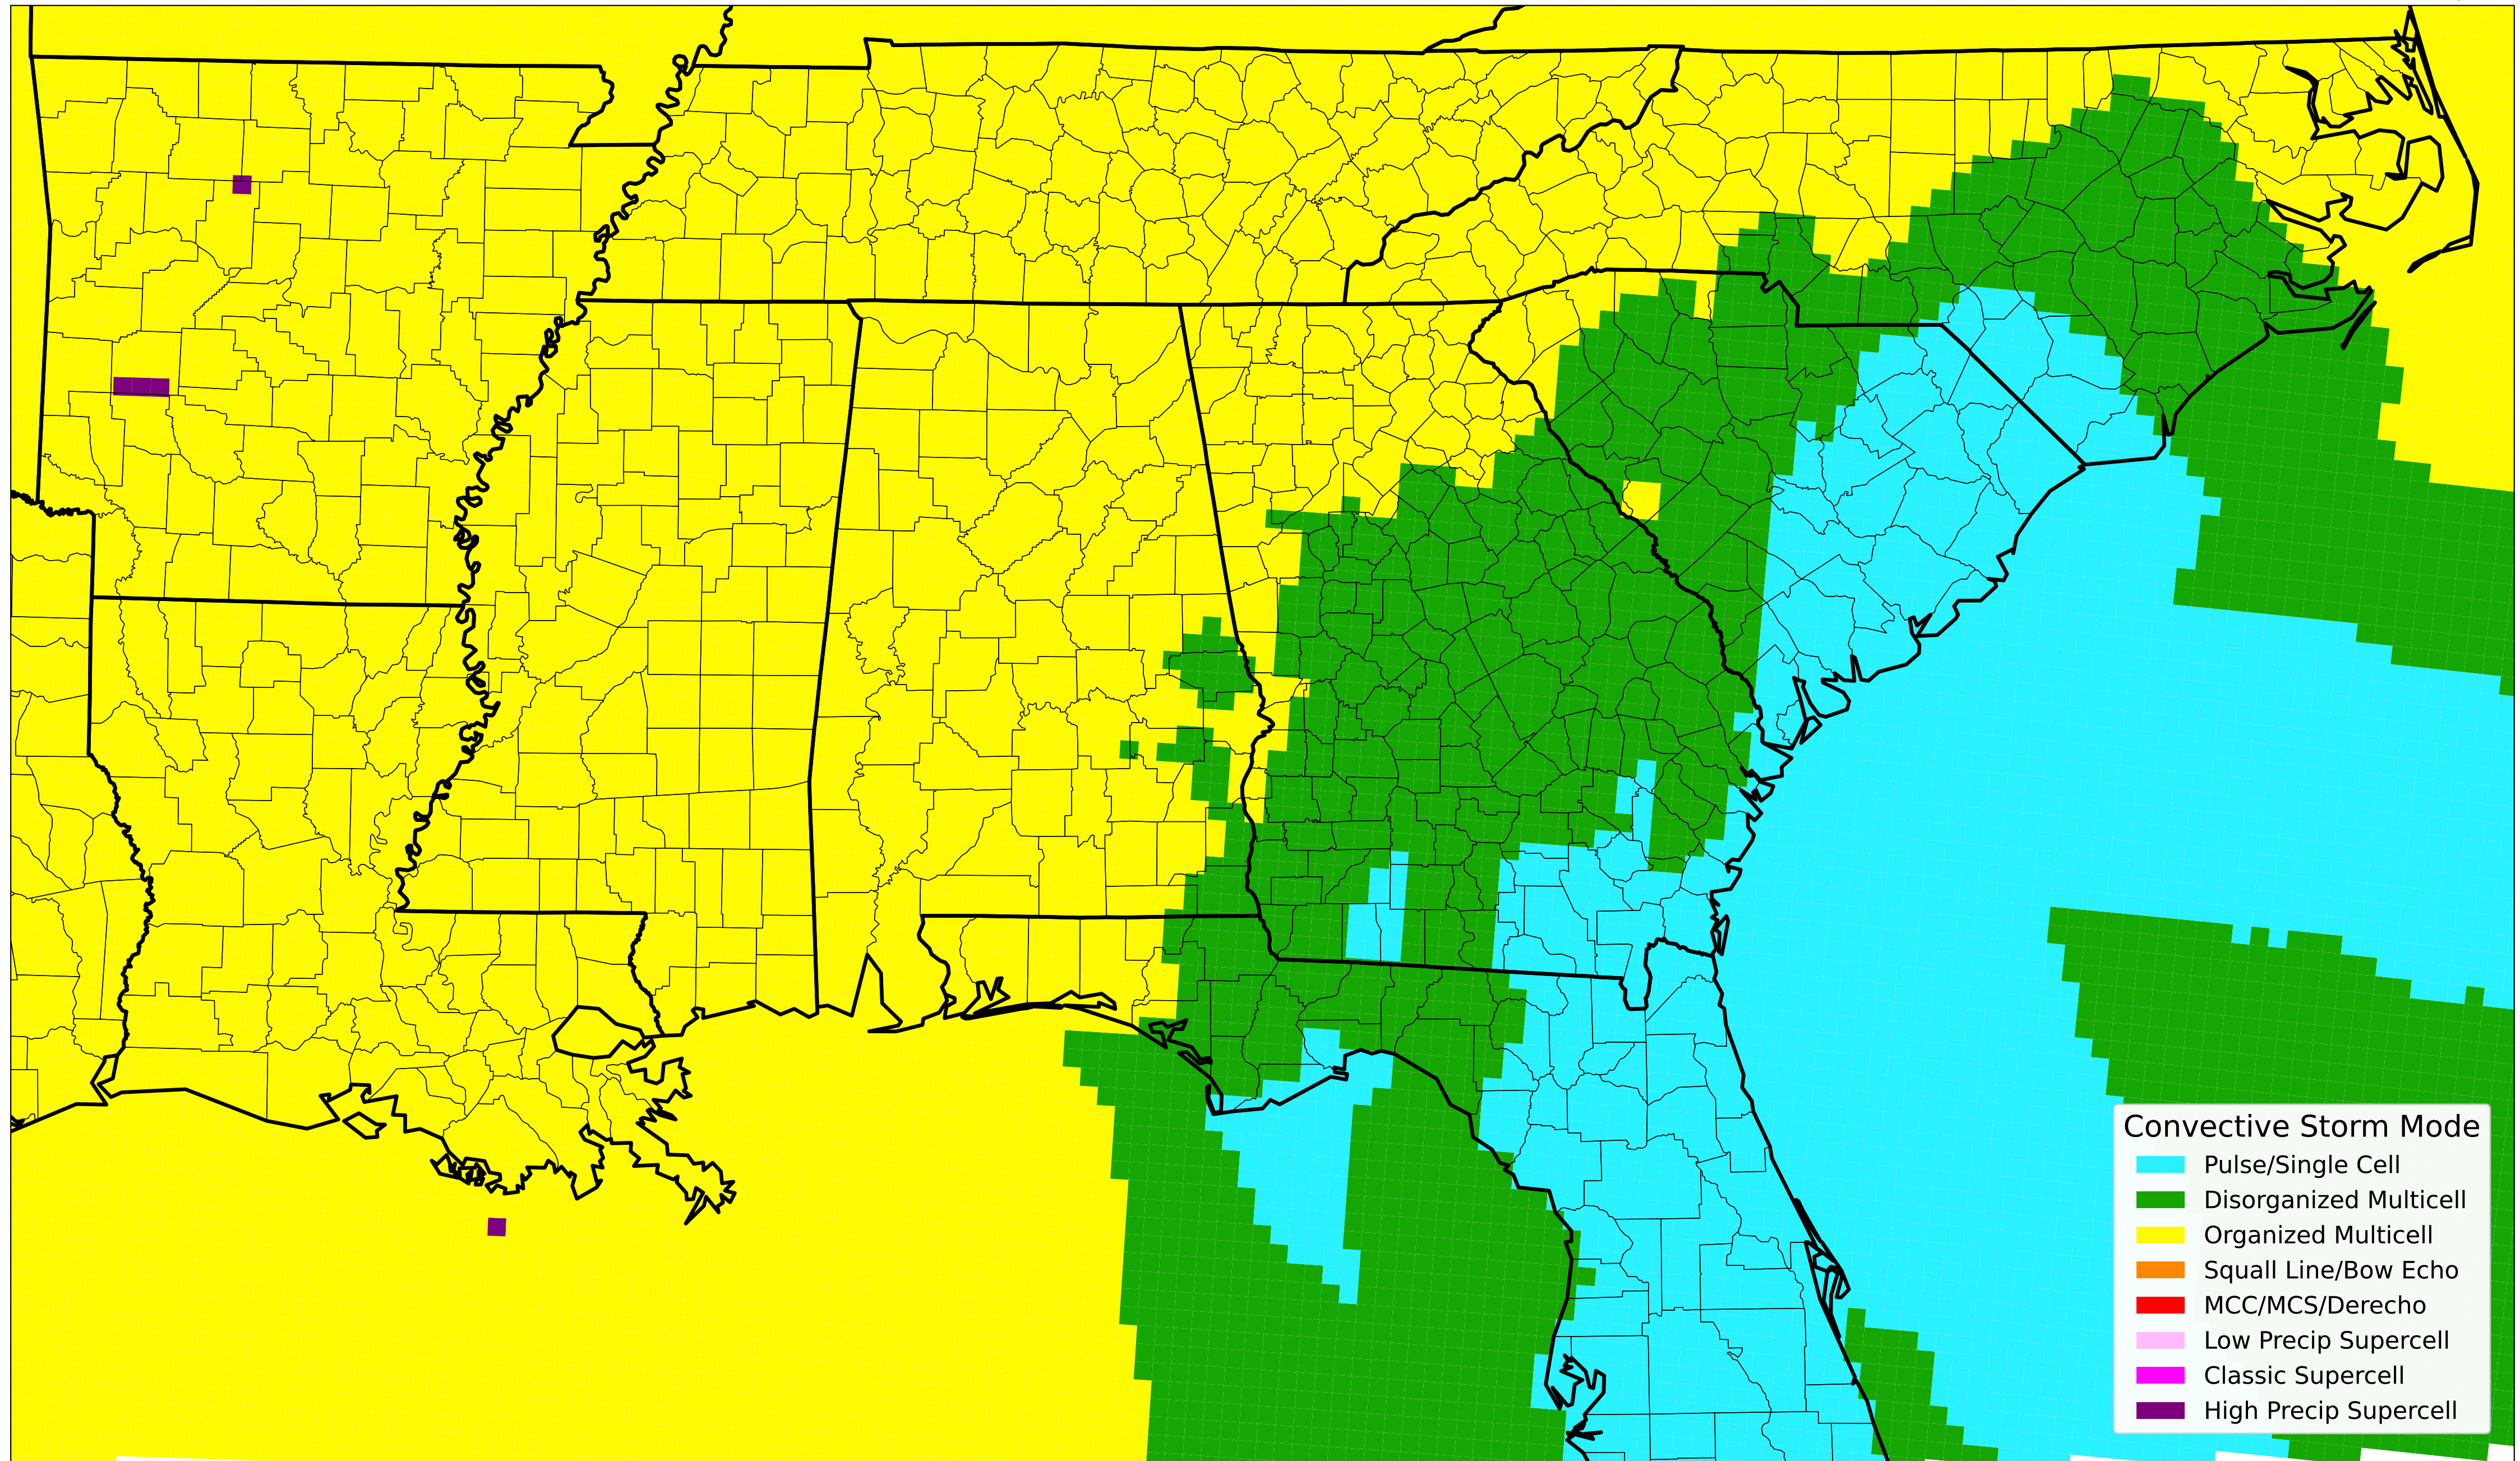 Convective Storm Mode
Pulse/Single Cell
Disorganized Multicell
Organized Multicell
Squall Line/Bow Echo
MCC/MCS/Derecho
Low Precip Supercell
Classic Supercell
High Precip Supercell